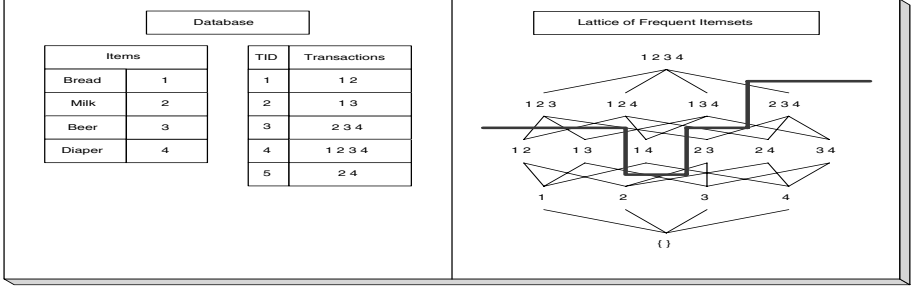 Database
Items
Bread 1
Milk 2
Beer 3
Diaper 4
TID Transactions
1 1 2
2 1 3
3 2 3 4
4 1 2 3 4
5 2 4
Lattice of Frequent Itemsets
1 2 3 4
1 2 3 1 2 4 1 3 4 2 3 4
1 2 1 3 1 4 2 3 2 4 3 4
1 2 3 4
{ }